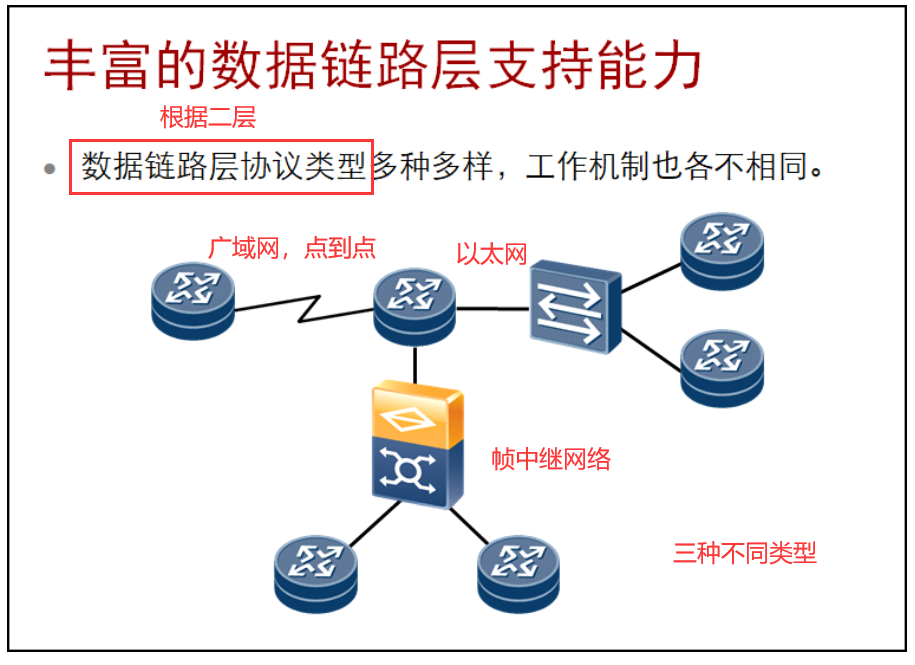 丰富的数据链路层支持能力
根据二层
数据链路层协议类型多种多样，工作机制也各不相同。
广域网，点到点
以太网
帧中继网络
三种不同类型